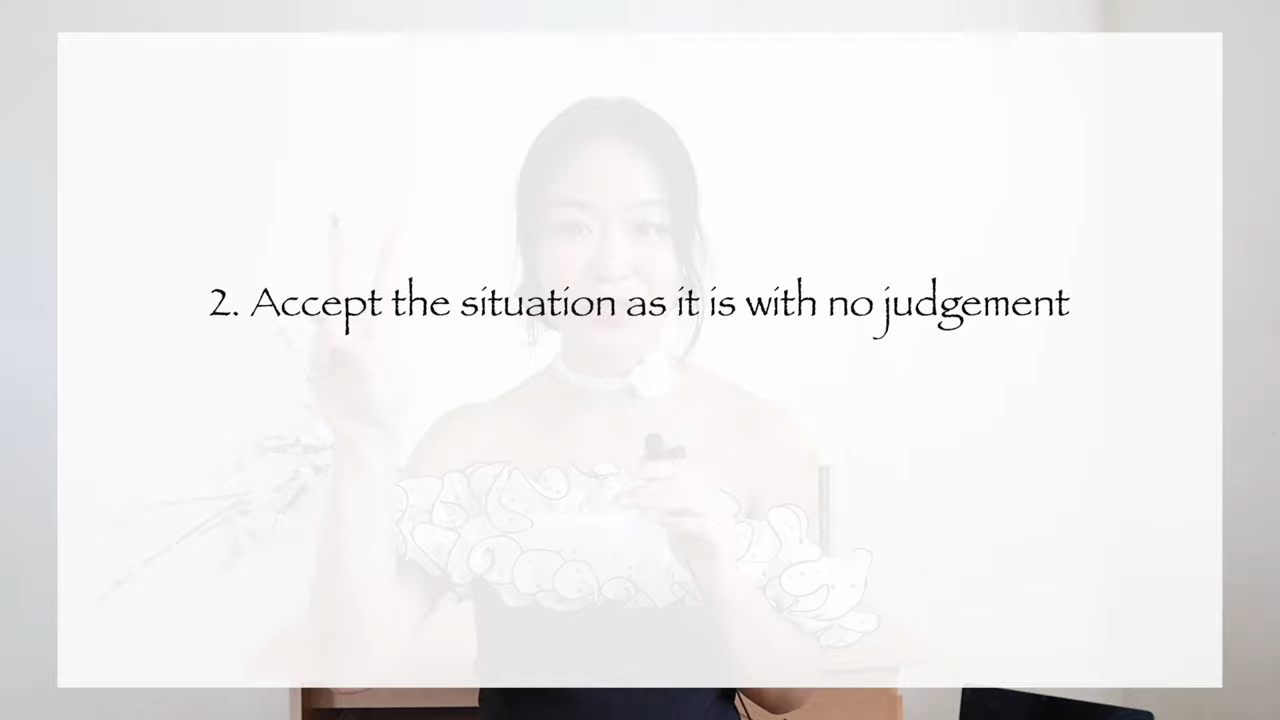 2. Accept the situation as it is with no judgement